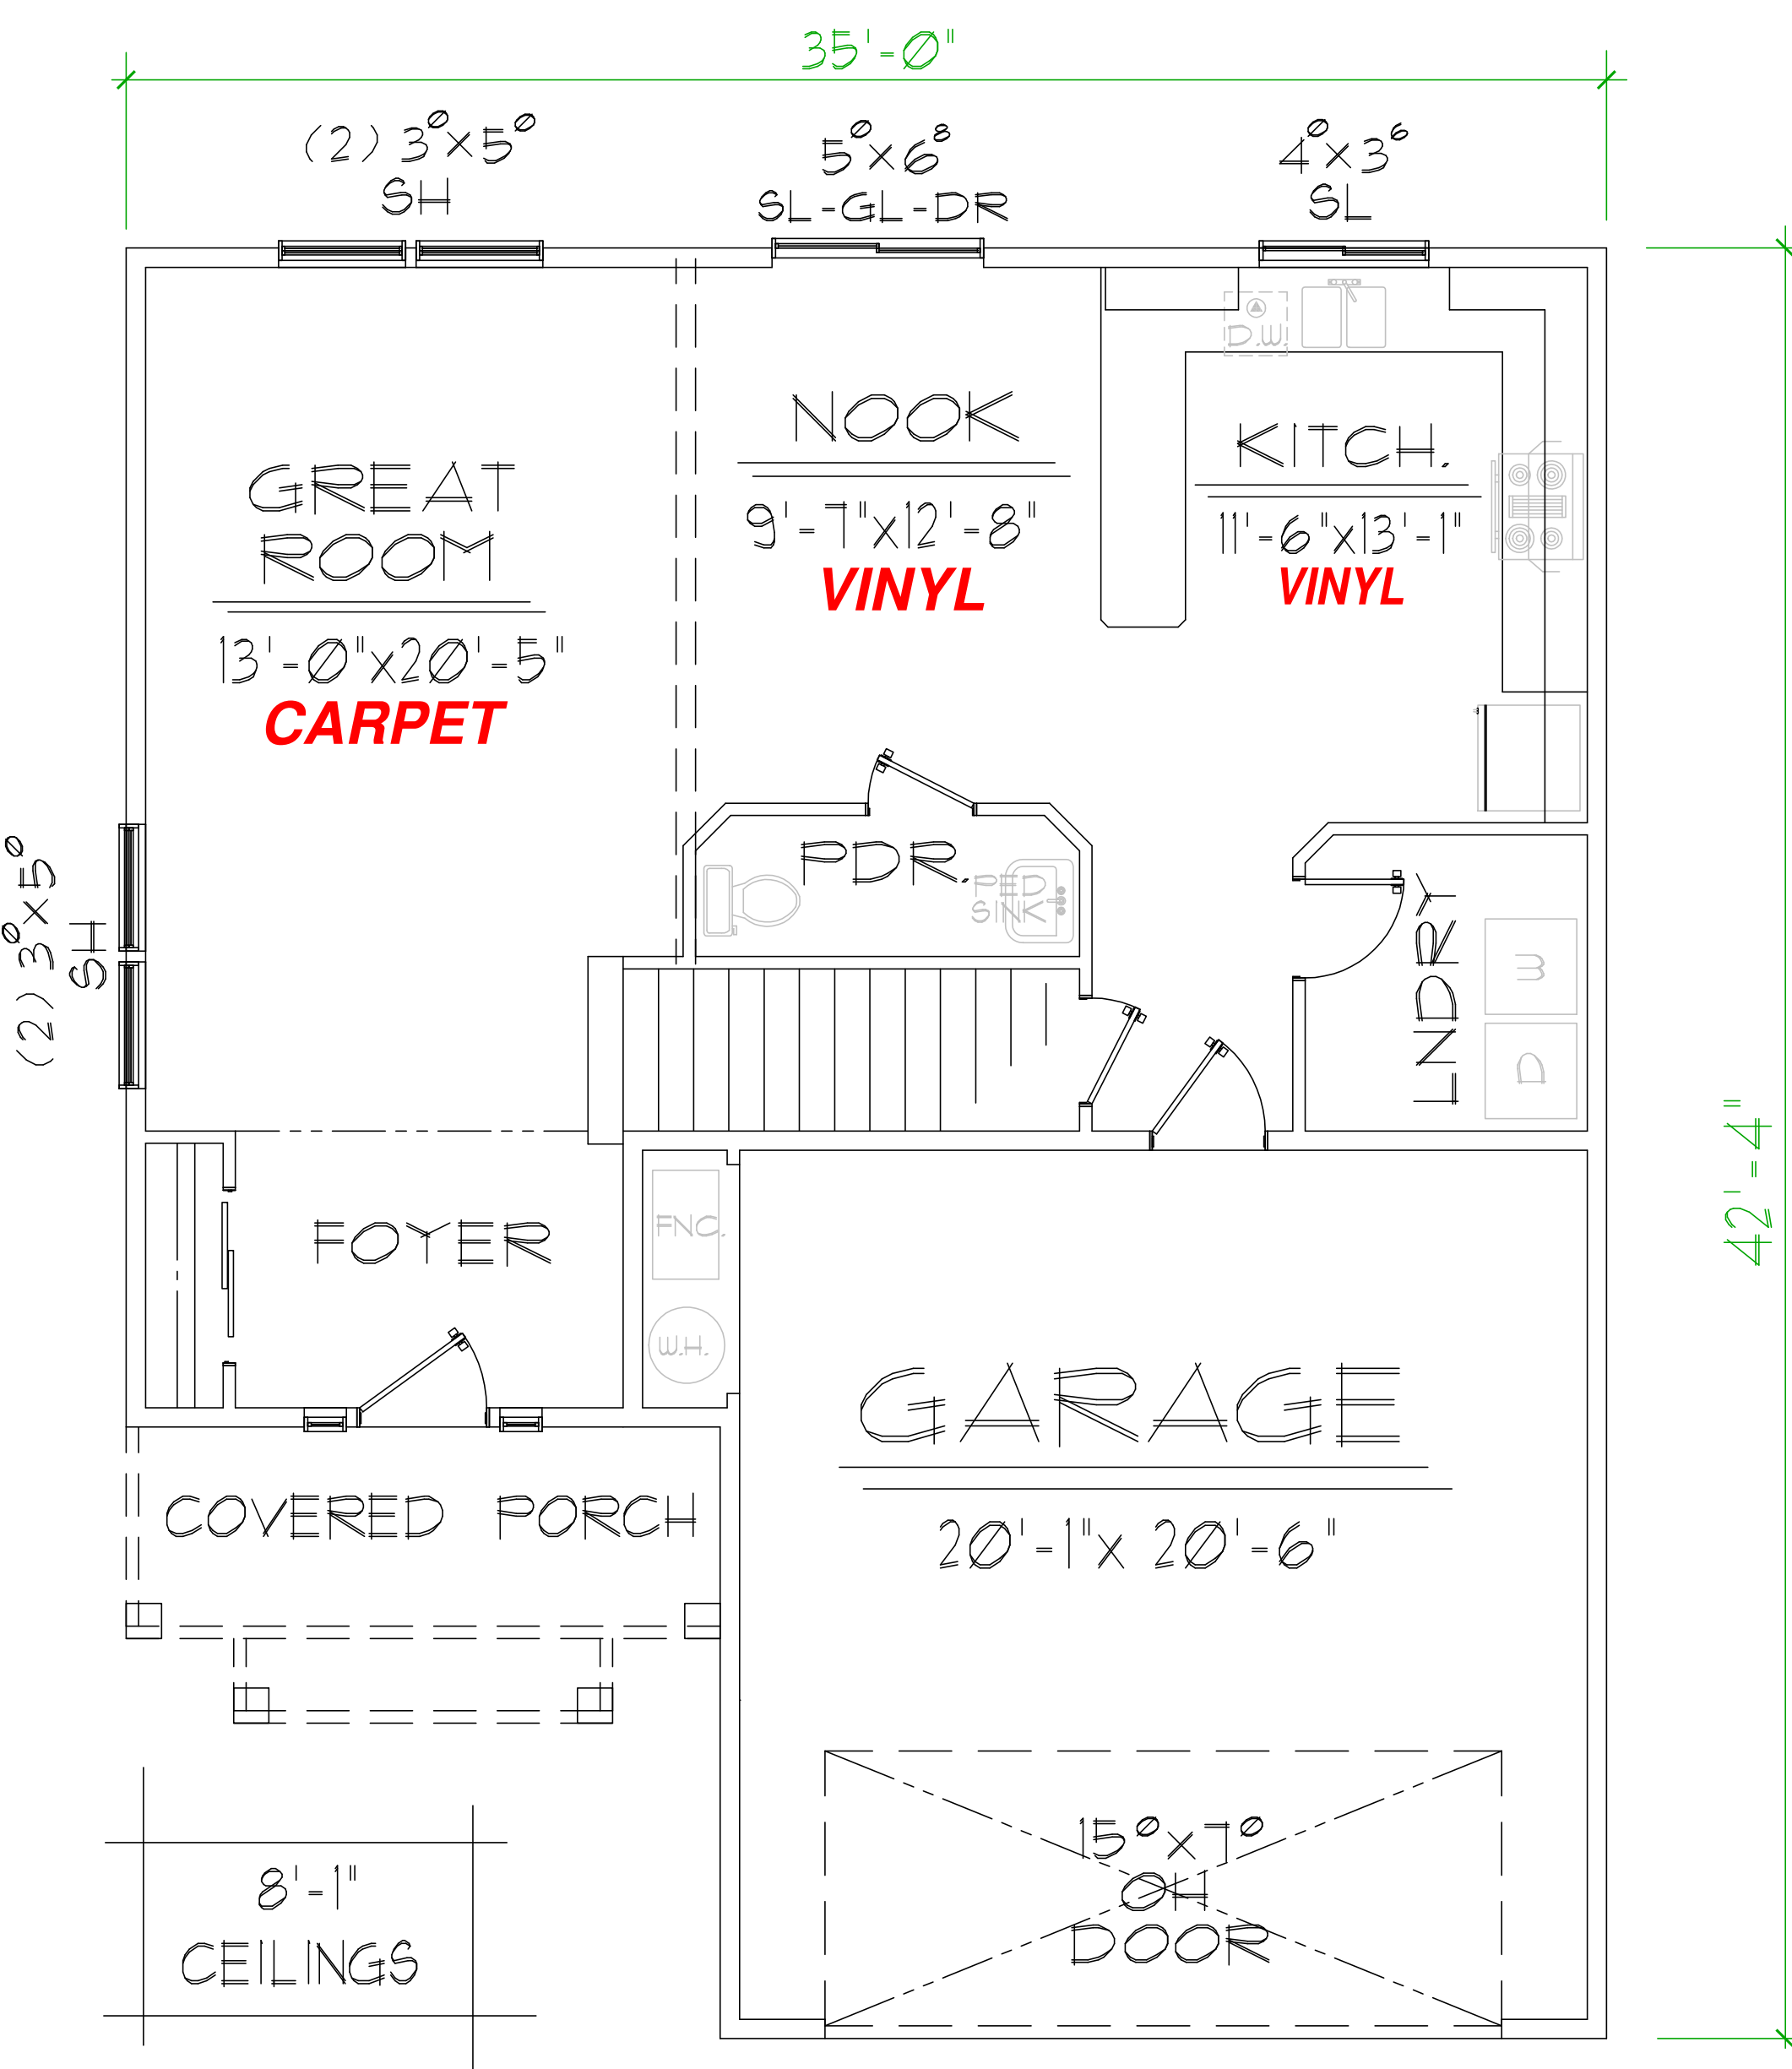 35'-0"
(2) 3⁰x5⁰
SH
5⁰x6⁸
SL-GL-DR
4⁰x3⁶
SL
D.W.
NOOK
9'-7"x12'-8"
VINYL
KITCH.
11'-6"x13'-1"
VINYL
GREAT
ROOM
13'-0"x20'-5"
CARPET
(2) 3⁰x5⁰
SH
PDR.
PED
SINK
LNDRY
W
D
42'-4"
FOYER
FNC.
W.H.
GARAGE
20'-1"x 20'-6"
COVERED PORCH
15⁰x7⁰
OH
DOOR
8'-1"
CEILINGS